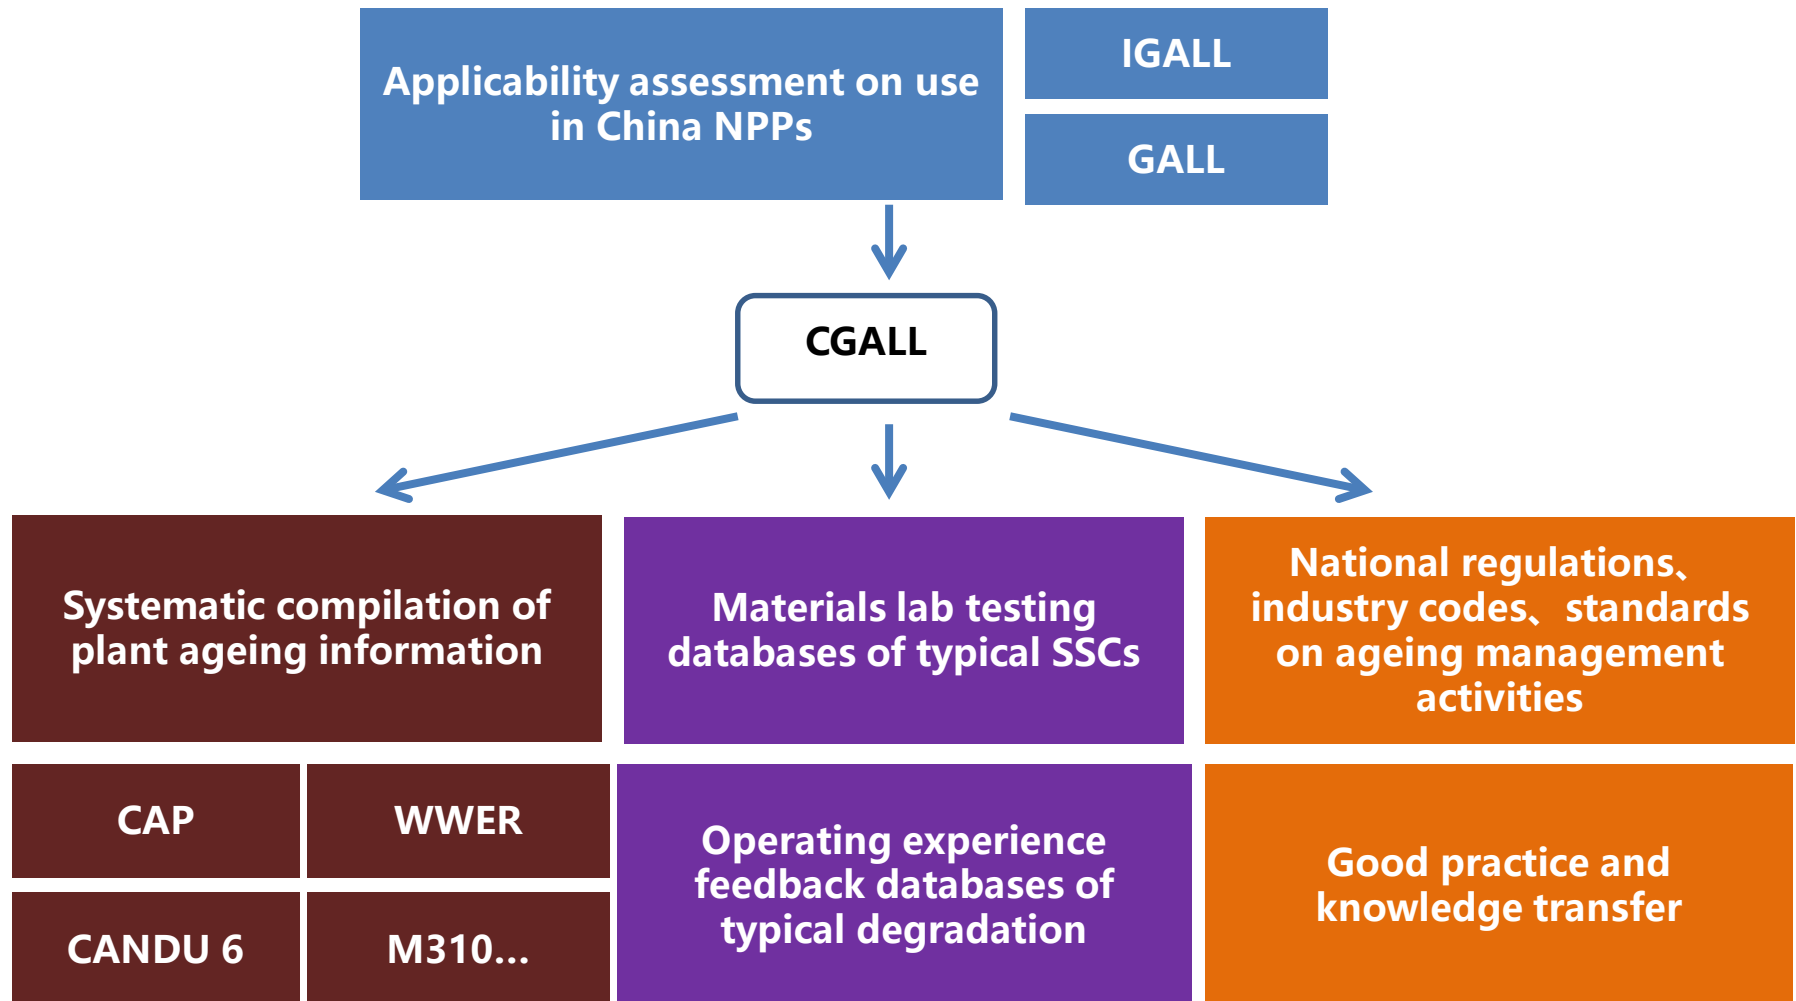 Applicability assessment on use
in China NPPs
IGALL
GALL
CGALL
Systematic compilation of
plant ageing information
Materials lab testing
databases of typical SSCs
National regulations、
industry codes、standards
on ageing management
activities
CAP
WWER
CANDU 6
M310...
Operating experience
feedback databases of
typical degradation
Good practice and
knowledge transfer